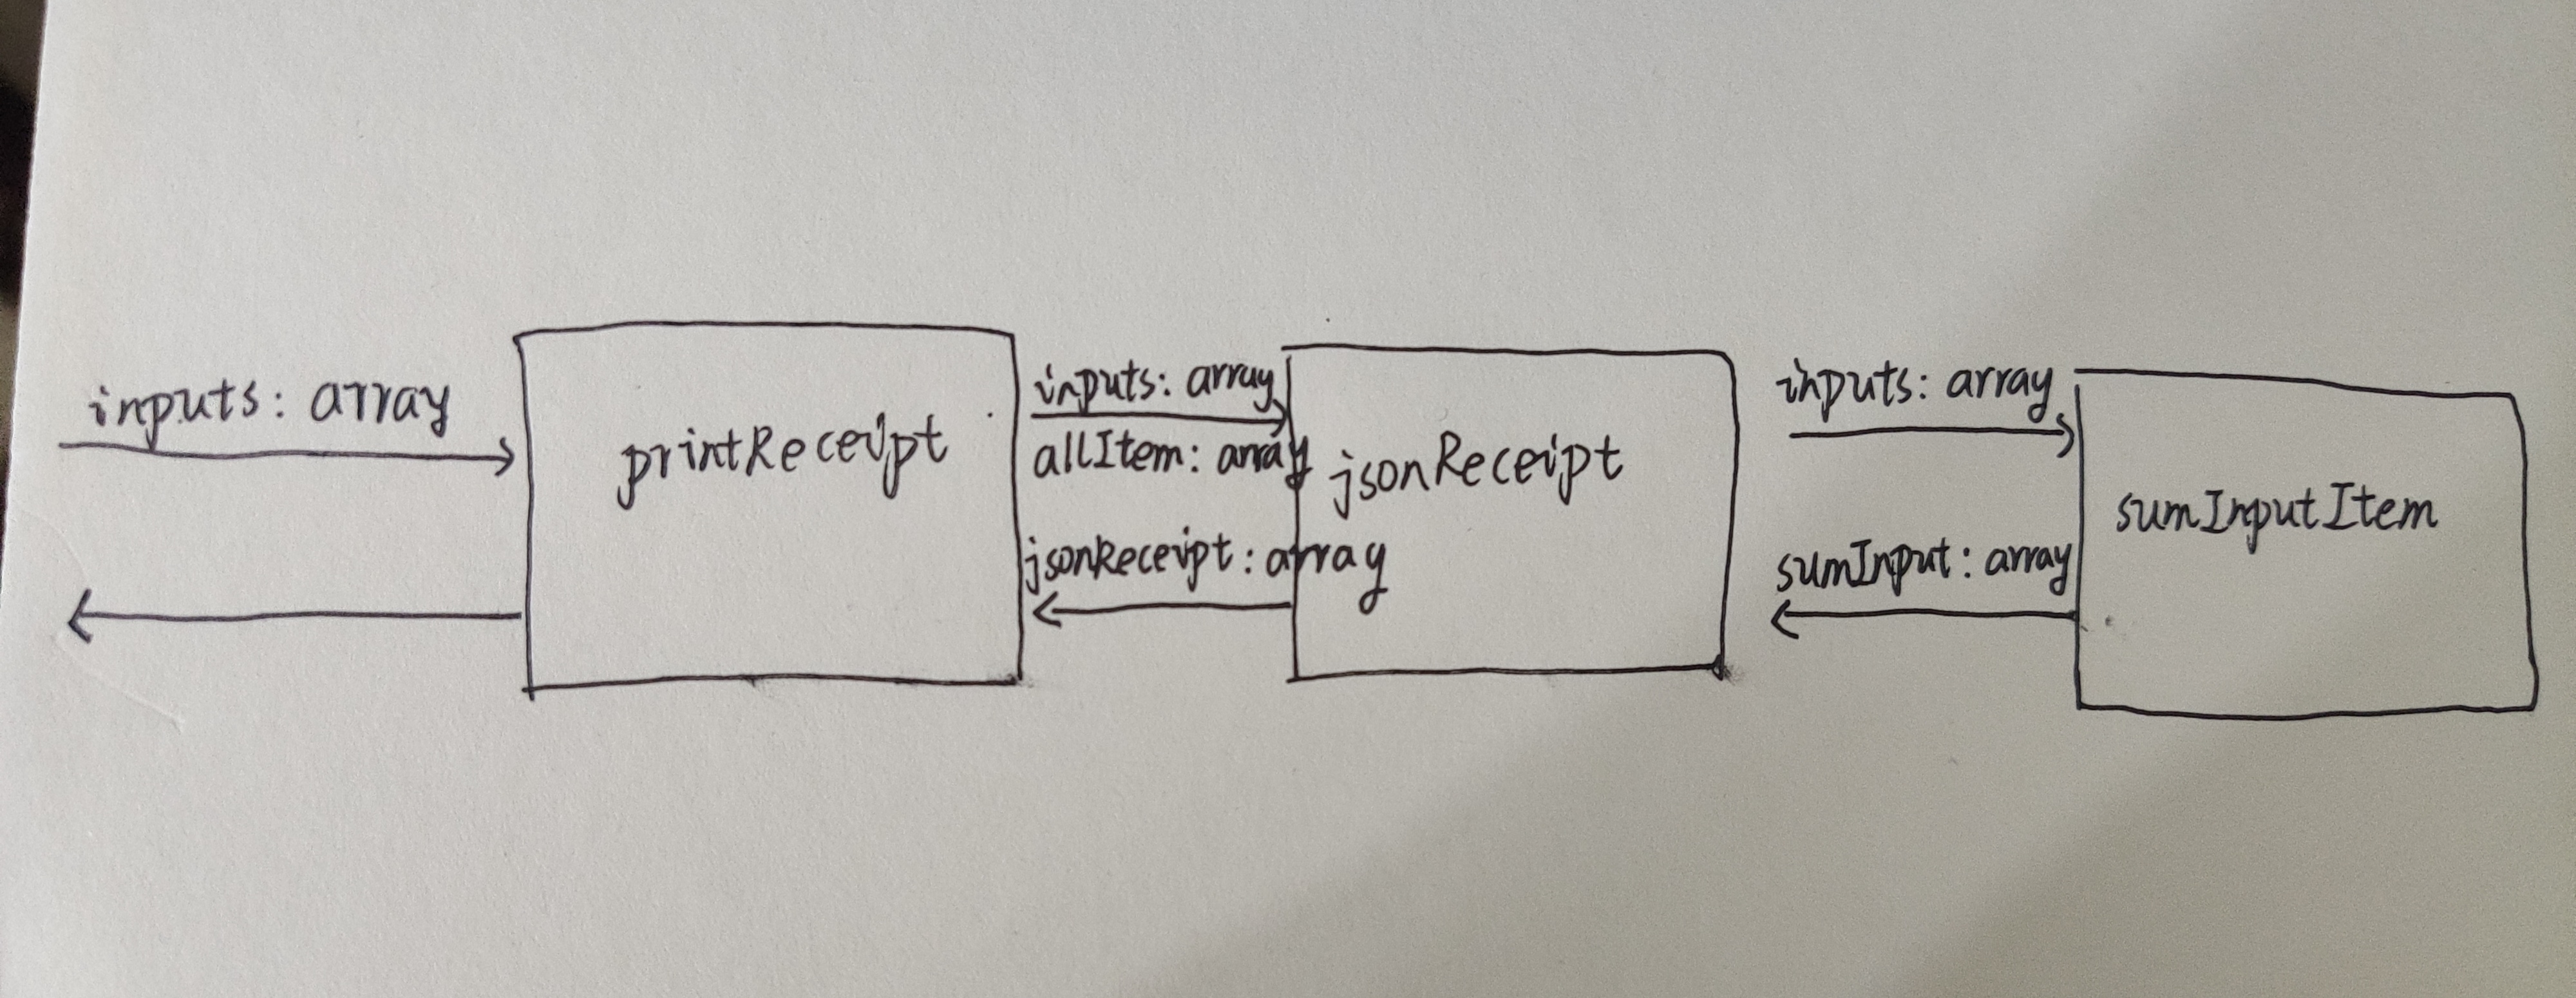 inputs: array
printReceipt
inputs: array
allItem: array
jsonReceipt: array
jsonReceipt
inputs: array
sumInput: array
sumInputItem